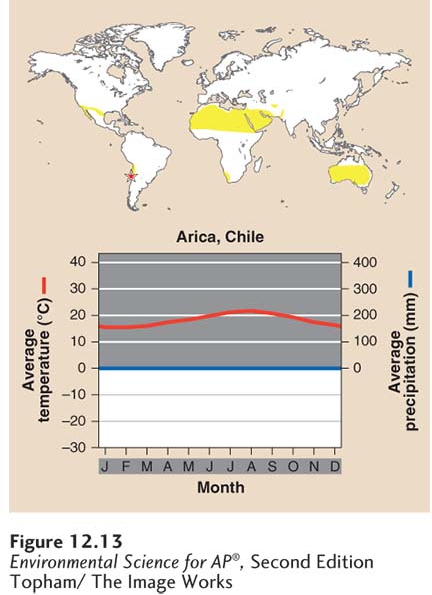 Arica, Chile
Average temperature (°C)
40
30
20
10
0
−10
−20
−30
400
300
200
100
0
Average precipitation (mm)
J F M A M J J A S O N D
Month
Figure 12.13
Environmental Science for AP®, Second Edition
Topham/ The Image Works